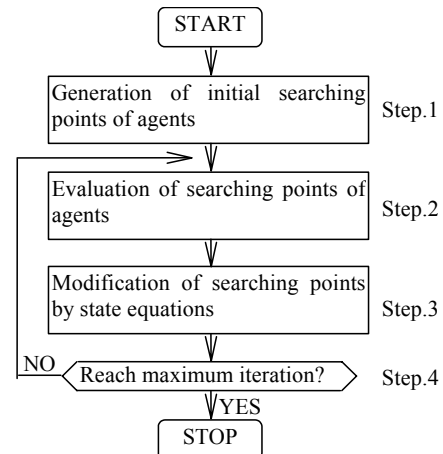 START
Generation of initial searching
points of agents
Step.1
Evaluation of searching points of
agents
Step.2
Modification of searching points
by state equations
Step.3
NO
Reach maximum iteration?
Step.4
YES
STOP